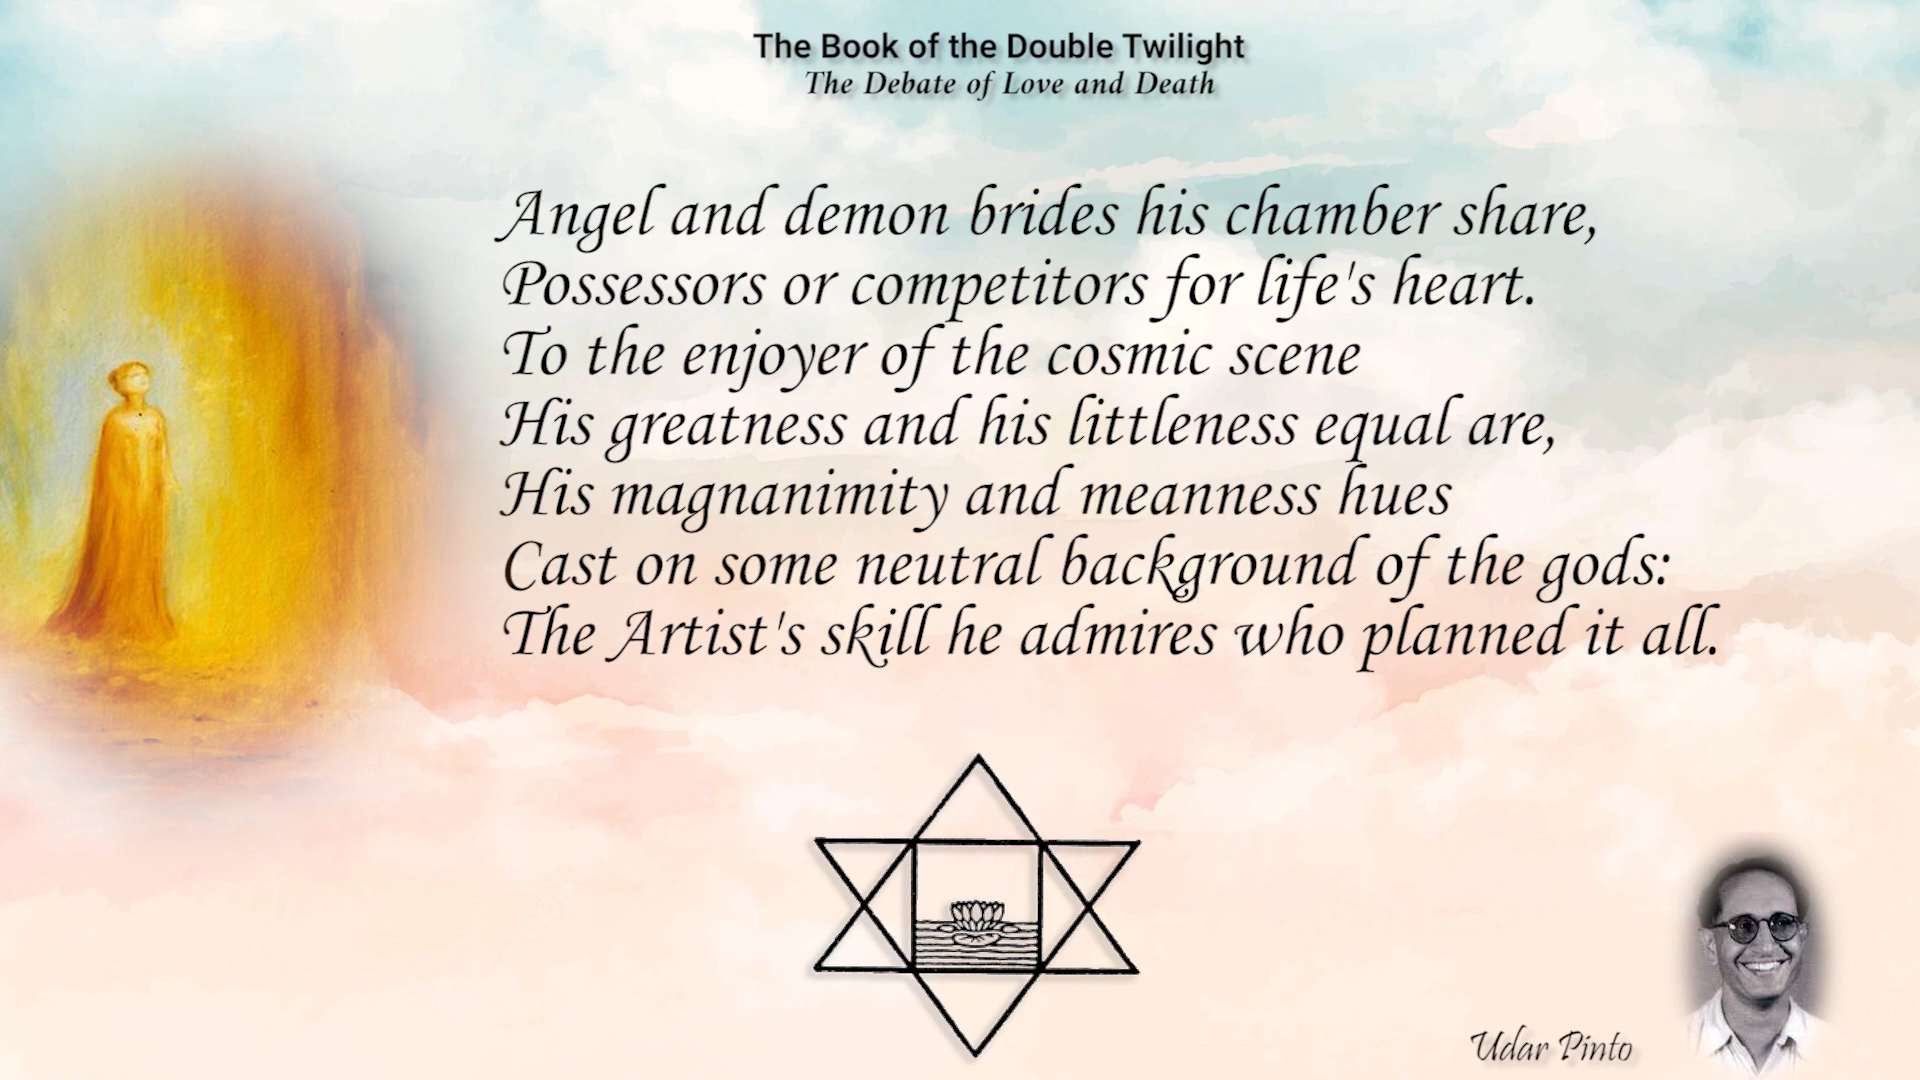 The Book of the Double Twilight
The Debate of Love and Death
Angel and demon brides his chamber share,
Possessors or competitors for life's heart.
To the enjoyer of the cosmic scene
His greatness and his littleness equal are,
His magnanimity and meanness hues
Cast on some neutral background of the gods:
The Artist's skill he admires who planned it all.
Udar Pinto